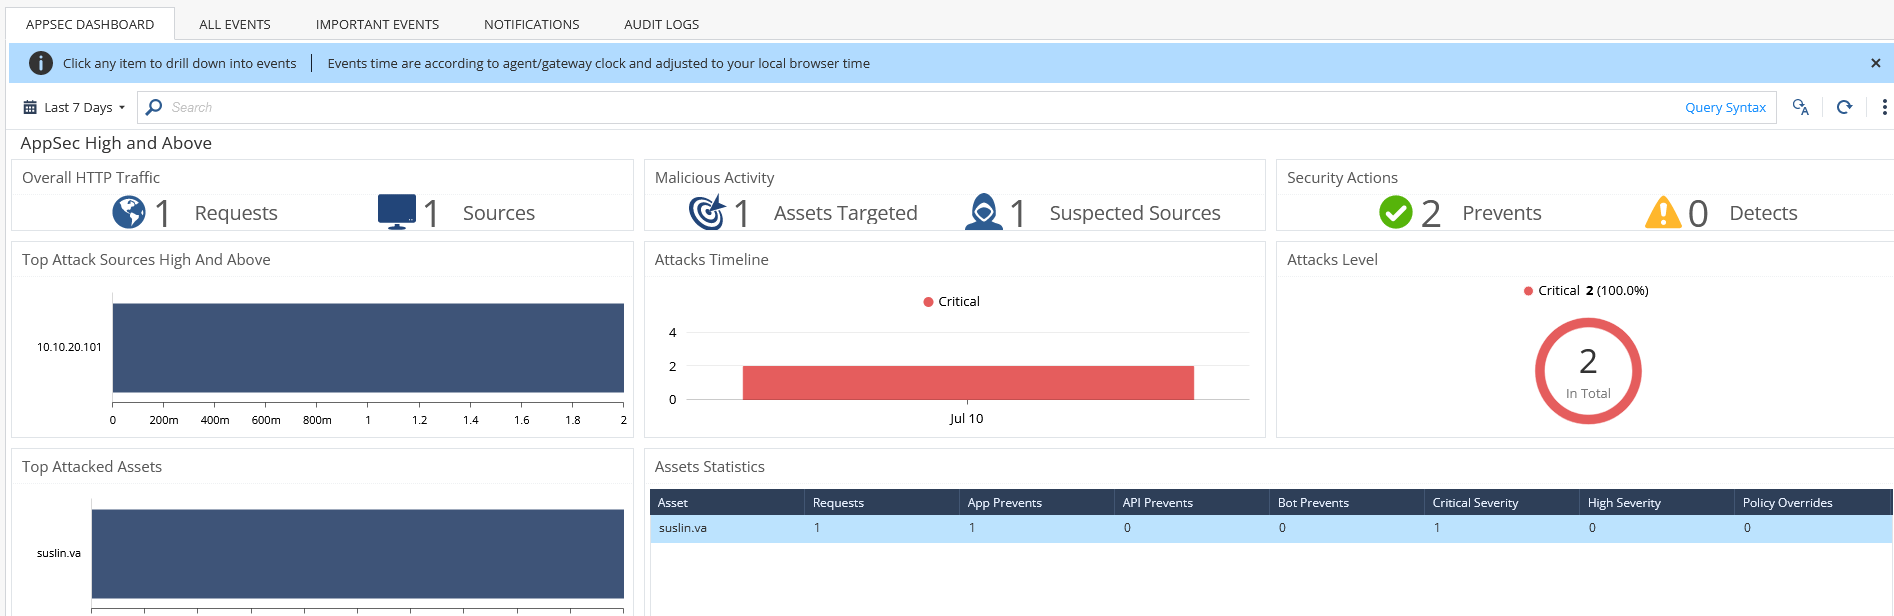 APPSEC DASHBOARD ALL EVENTS IMPORTANT EVENTS NOTIFICATIONS AUDIT LOGS
Click any item to drill down into events Events time are according to agent/gateway clock and adjusted to your local browser time
Last 7 Days Search Query Syntax
AppSec High and Above
Overall HTTP Traffic
1 Requests 1 Sources
Malicious Activity
1 Assets Targeted 1 Suspected Sources
Security Actions
2 Prevents 0 Detects
Top Attack Sources High And Above
10.10.20.101
0 200m 400m 600m 800m 1 1.2 1.4 1.6 1.8 2
Attacks Timeline
Critical
4
2
0
Jul 10
Attacks Level
Critical 2 (100.0%)
2
In Total
Top Attacked Assets
suslin.va
Assets Statistics
Asset Requests App Prevents API Prevents Bot Prevents Critical Severity High Severity Policy Overrides
suslin.va 1 1 0 0 1 0 0